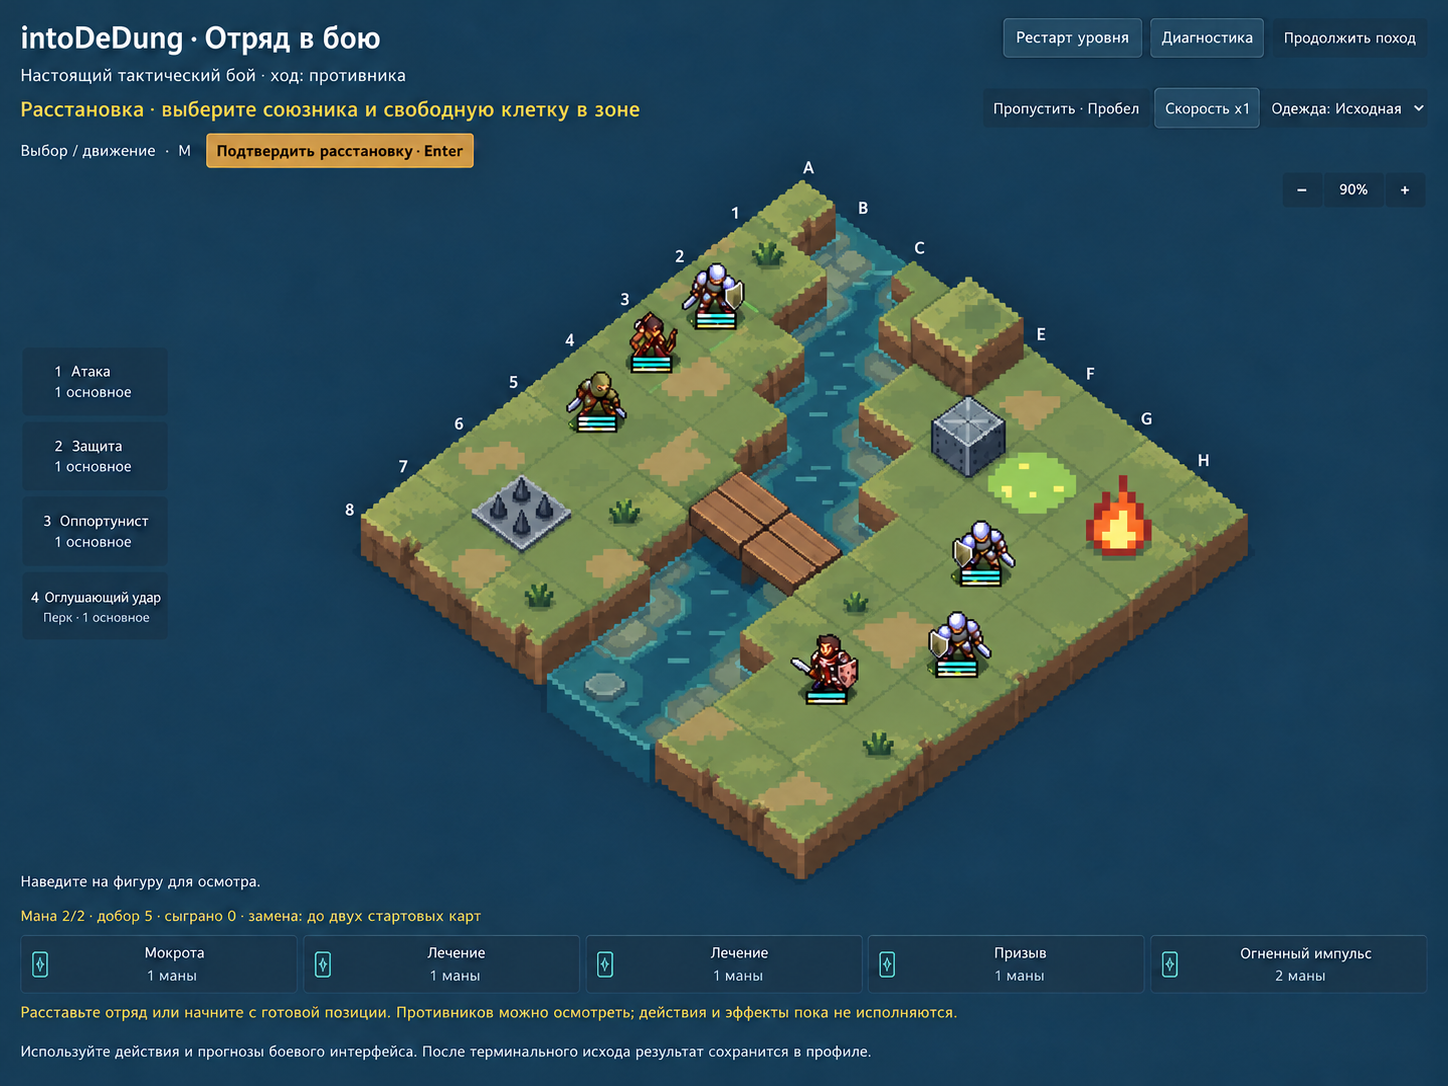 intoDeDung · Отряд в бою
Рестарт уровня
Диагностика
Продолжить поход
Настоящий тактический бой · ход: противника
Расстановка · выберите союзника и свободную клетку в зоне
Пропустить · Пробел
Скорость x1
Одежда: Исходная
Выбор / движение · M
Подтвердить расстановку · Enter
− 90% +
A
B
C
E
F
G
H
1
2
3
4
5
6
7
8
1 Атака
1 основное
2 Защита
1 основное
3 Оппортунист
1 основное
4 Оглушающий удар
Перк · 1 основное
Наведите на фигуру для осмотра.
Мана 2/2 · добор 5 · сыграно 0 · замена: до двух стартовых карт
Мокрота
1 маны
Лечение
1 маны
Лечение
1 маны
Призыв
1 маны
Огненный импульс
2 маны
Расставьте отряд или начните с готовой позиции. Противников можно осмотреть; действия и эффекты пока не исполняются.
Используйте действия и прогнозы боевого интерфейса. После терминального исхода результат сохранится в профиле.